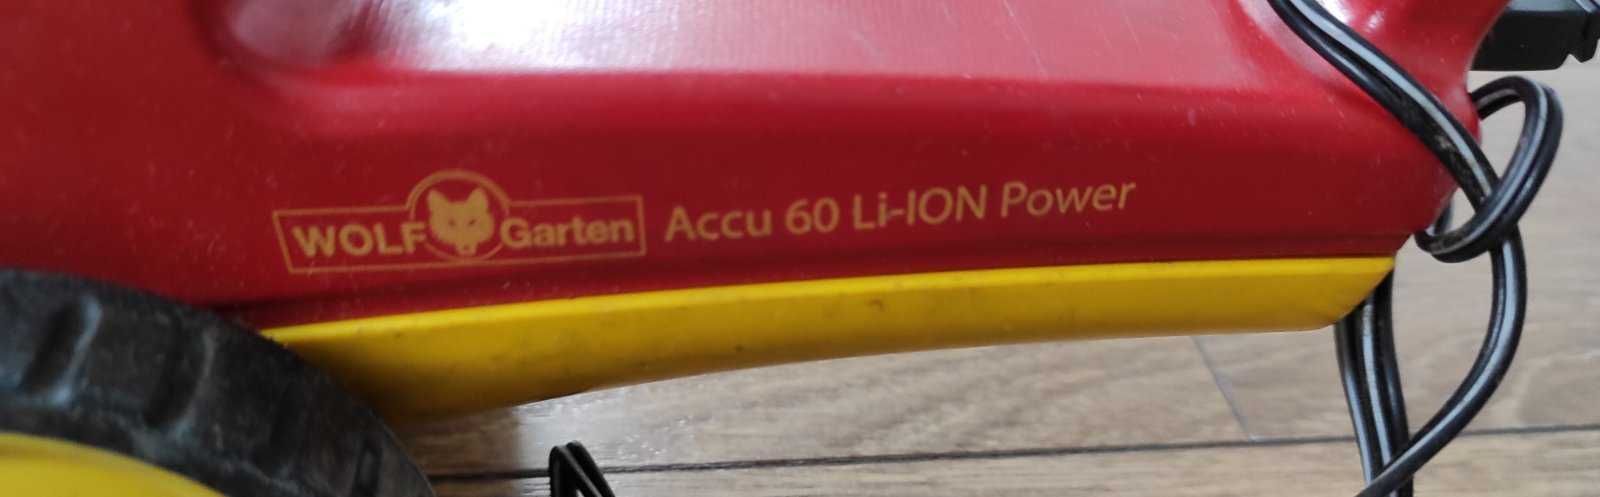 WOLF Garten Accu 60 Li-ION Power